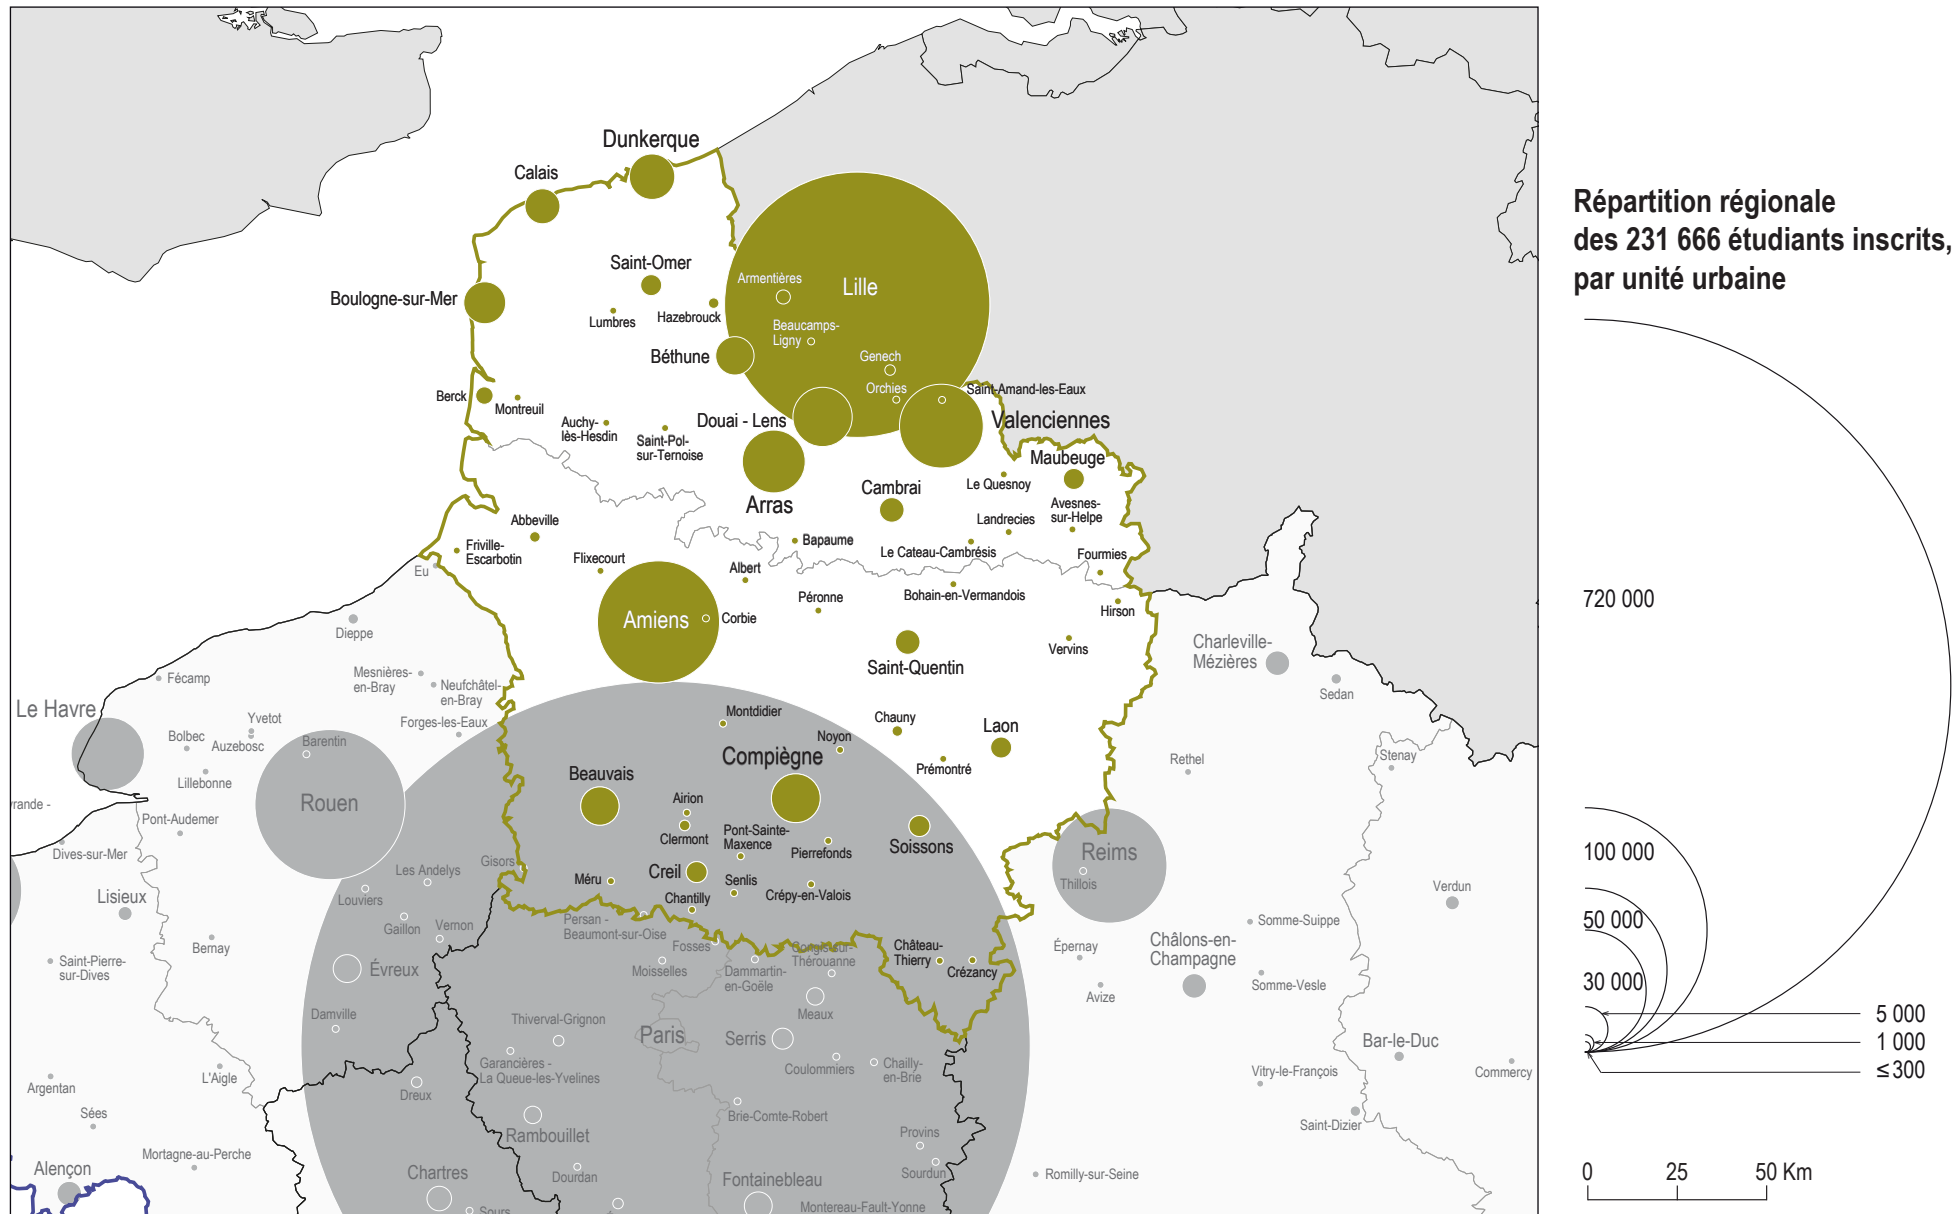 Dunkerque
Calais
Saint-Omer
Armentières
Lille
Boulogne-sur-Mer
Lumbres
Hazebrouck
Beaucamps-
Ligny
Béthune
Genech
Orchies
Saint-Amand-les-Eaux
Berck
Montreuil
Auchy-
lès-Hesdin
Saint-Pol-
sur-Ternoise
Douai - Lens
Valenciennes
Maubeuge
Arras
Cambrai
Le Quesnoy
Avesnes-
sur-Helpe
Landrecies
Abbeville
Friville-
Escarbotin
Flixecourt
Bapaume
Le Cateau-Cambrésis
Fourmies
Eu
Albert
Péronne
Bohain-en-Vermandois
Hirson
Amiens
Corbie
Dieppe
Vervins
Charleville-
Mézières
Saint-Quentin
Fécamp
Mesnières-
en-Bray
Neufchâtel-
en-Bray
Sedan
Le Havre
Yvetot
Bolbec
Auzebosc
Forges-les-Eaux
Barentin
Montdidier
Noyon
Chauny
Laon
Lillebonne
Beauvais
Compiègne
Prémontré
Rethel
Stenay
rande -
Rouen
Airion
Pont-Audemer
Clermont
Pont-Sainte-
Maxence
Pierrefonds
Soissons
Reims
Dives-sur-Mer
Gisors
Les Andelys
Louviers
Méru
Creil
Senlis
Crépy-en-Valois
Thillois
Verdun
Lisieux
Chantilly
Gaillon
Vernon
Persan -
Beaumont-sur-Oise
Fosses
Congis-sur-
Thérouanne
Château-
Thierry
Crézancy
Épernay
Somme-Suippe
Châlons-en-
Champagne
Bernay
Saint-Pierre-
sur-Dives
Évreux
Moisselles
Dammartin-
en-Goële
Meaux
Avize
Somme-Vesle
Damville
Thiverval-Grignon
Paris
Serris
Garancières -
La Queue-les-Yvelines
Coulommiers
Chailly-
en-Brie
Bar-le-Duc
Argentan
L'Aigle
Dreux
Vitry-le-François
Commercy
Sées
Brie-Comte-Robert
Rambouillet
Provins
Saint-Dizier
Mortagne-au-Perche
Alençon
Chartres
Dourdan
Fontainebleau
Sourdun
Romilly-sur-Seine
Sours
Montereau-Fault-Yonne
Répartition régionale
des 231 666 étudiants inscrits,
par unité urbaine
720 000
100 000
50 000
30 000
5 000
1 000
≤ 300
0 25 50 Km